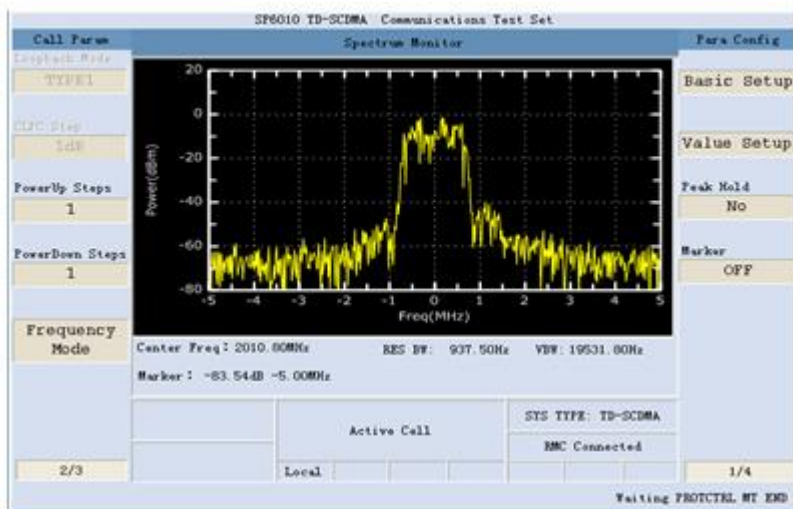 SP6010 TD-SCDMA Communications Test Set
Call Param
Spectrum Monitor
Para Config
Loopback Mode
TYPE1
CLPC Step
1dB
PowerUp Steps
1
PowerDown Steps
1
Frequency
Mode
2/3
20
0
-20
-40
-60
-80
Power(dBm)
-5 -4 -3 -2 -1 0 1 2 3 4 5
Freq(MHz)
Center Freq: 2010.80MHz RES BW: 937.50Hz VBW: 19531.80Hz
Marker: -83.54dB -5.00MHz
Active Call
SYS TYPE: TD-SCDMA
RMC Connected
Local
Basic Setup
Value Setup
Peak Hold
No
Marker
OFF
1/4
Waiting PROTCTRL MT END